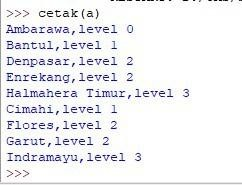 >>> cetak(a)
Ambarawa,level 0
Bantul,level 1
Denpasar,level 2
Enrekang,level 2
Halmahera Timur,level 3
Cimahi,level 1
Flores,level 2
Garut,level 2
Indramayu,level 3
>>>